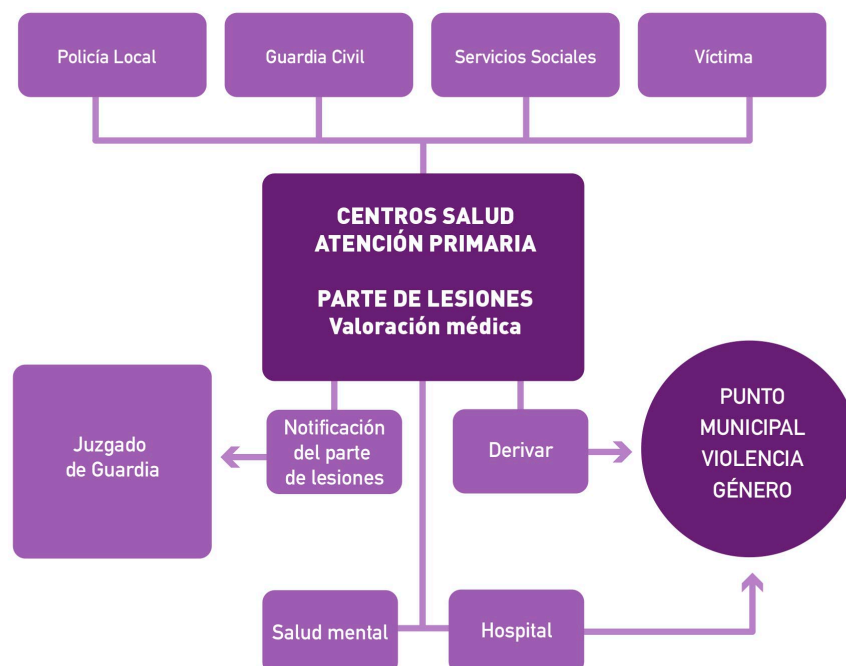 Policía Local
Guardia Civil
Servicios Sociales
Víctima
CENTROS SALUD
ATENCIÓN PRIMARIA
PARTE DE LESIONES
Valoración médica
Juzgado
de Guardia
Notificación
del parte
de lesiones
Derivar
PUNTO
MUNICIPAL
VIOLENCIA
GÉNERO
Salud mental
Hospital